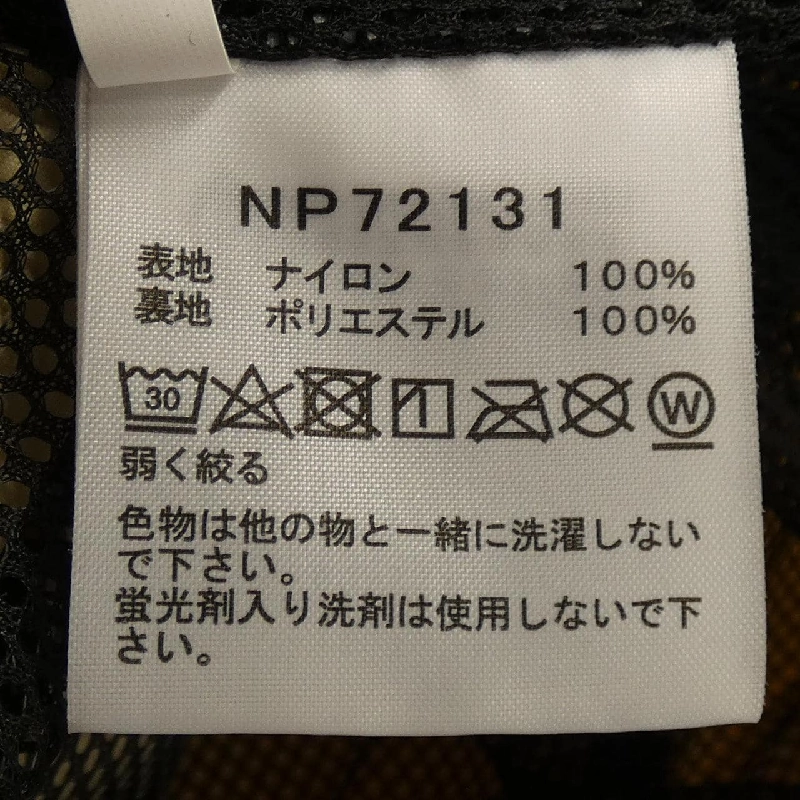 NP72131
表地 ナイロン 100%
裏地 ポリエステル 100%
30 W
弱く絞る
色物は他の物と一緒に洗濯しない
で下さい。
蛍光剤入り洗剤は使用しないで下
さい。